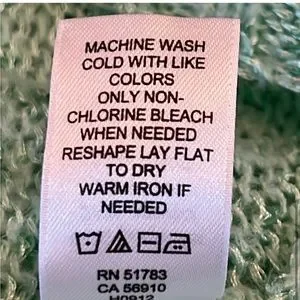 MACHINE WASH
COLD WITH LIKE
COLORS
ONLY NON-
CHLORINE BLEACH
WHEN NEEDED
RESHAPE LAY FLAT
TO DRY
WARM IRON IF
NEEDED
RN 51783
CA 56910
H0912